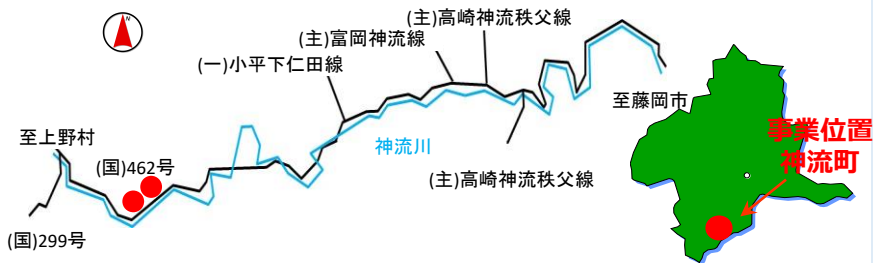 (主)高崎神流秩父線
(主)富岡神流線
(一)小平下仁田線
至藤岡市
至上野村
神流川
(国)462号
(主)高崎神流秩父線
(国)299号
事業位置
神流町